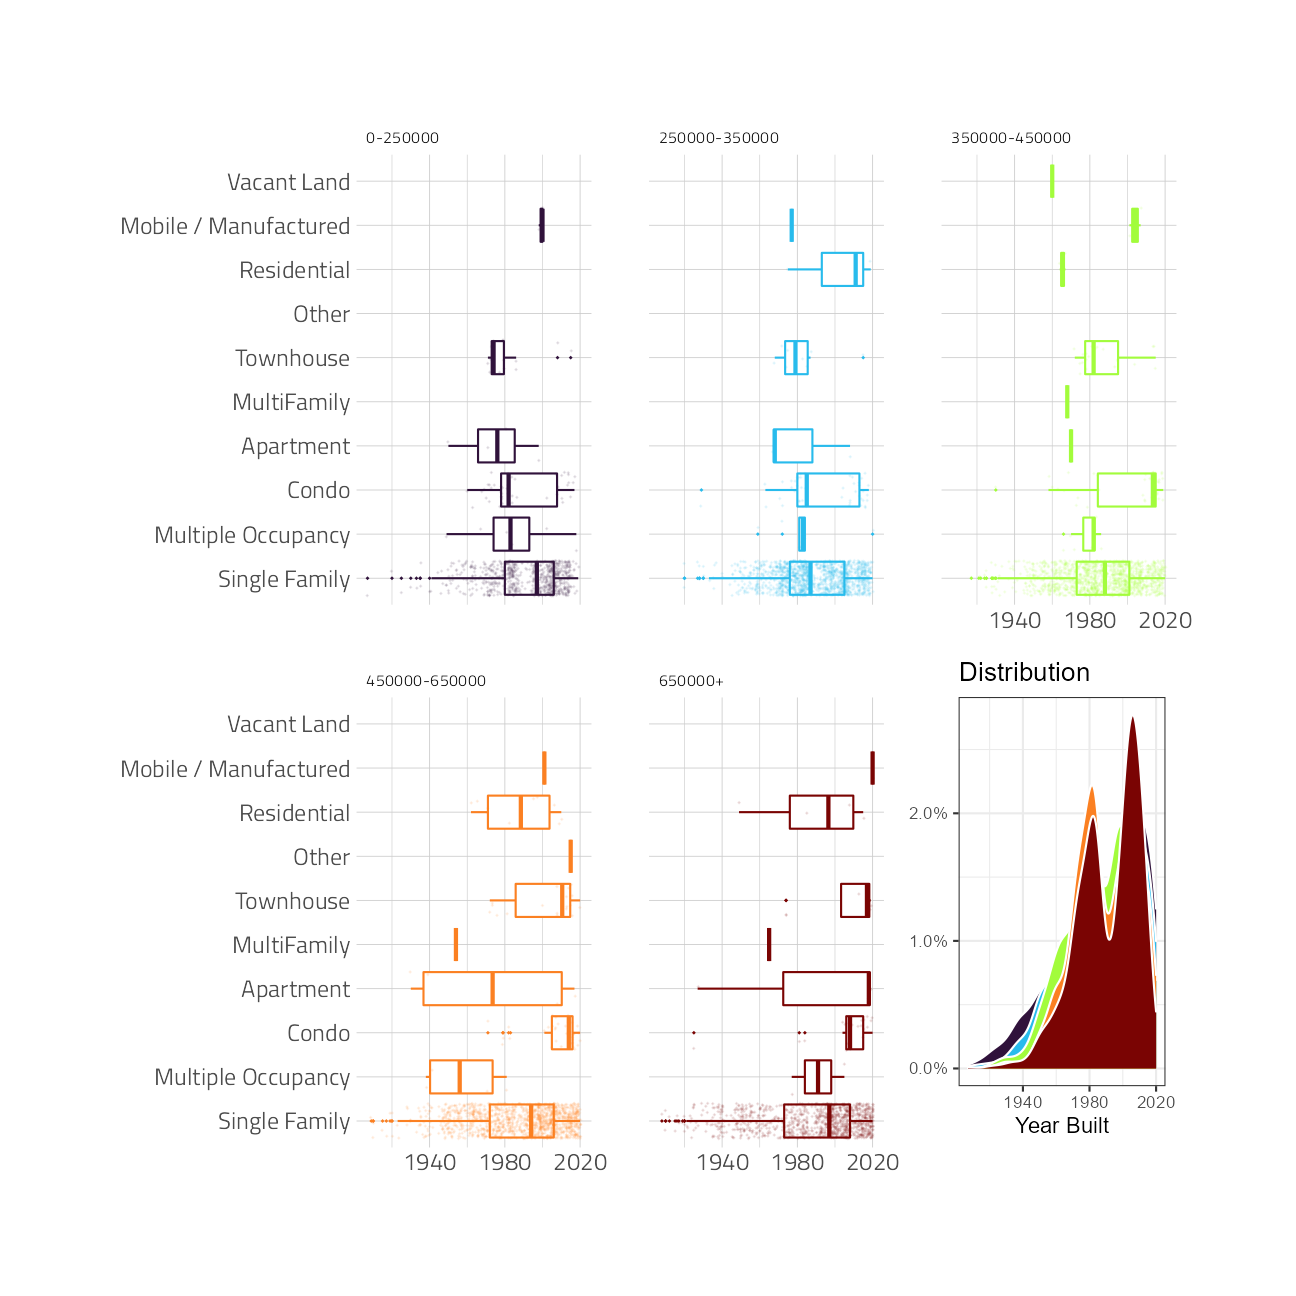 0-250000
250000-350000
350000-450000
Vacant Land
Mobile / Manufactured
Residential
Other
Townhouse
MultiFamily
Apartment
Condo
Multiple Occupancy
Single Family
1940 1980 2020
450000-650000
650000+
Vacant Land
Mobile / Manufactured
Residential
Other
Townhouse
MultiFamily
Apartment
Condo
Multiple Occupancy
Single Family
1940 1980 2020
1940 1980 2020
Distribution
2.0%
1.0%
0.0%
1940 1980 2020
Year Built